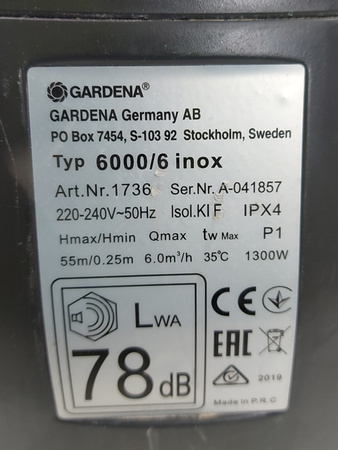 GARDENA®
GARDENA Germany AB
PO Box 7454, S-103 92 Stockholm, Sweden
Typ 6000/6 inox
Art.Nr.1736 Ser.Nr. A-041857
220-240V~50Hz Isol.Kl F IPX4
Hmax/Hmin Qmax tw Max P1
55m/0.25m 6.0m³/h 35℃ 1300W
LWA
78dB
CE
EAC
2019
Made in P.R.C